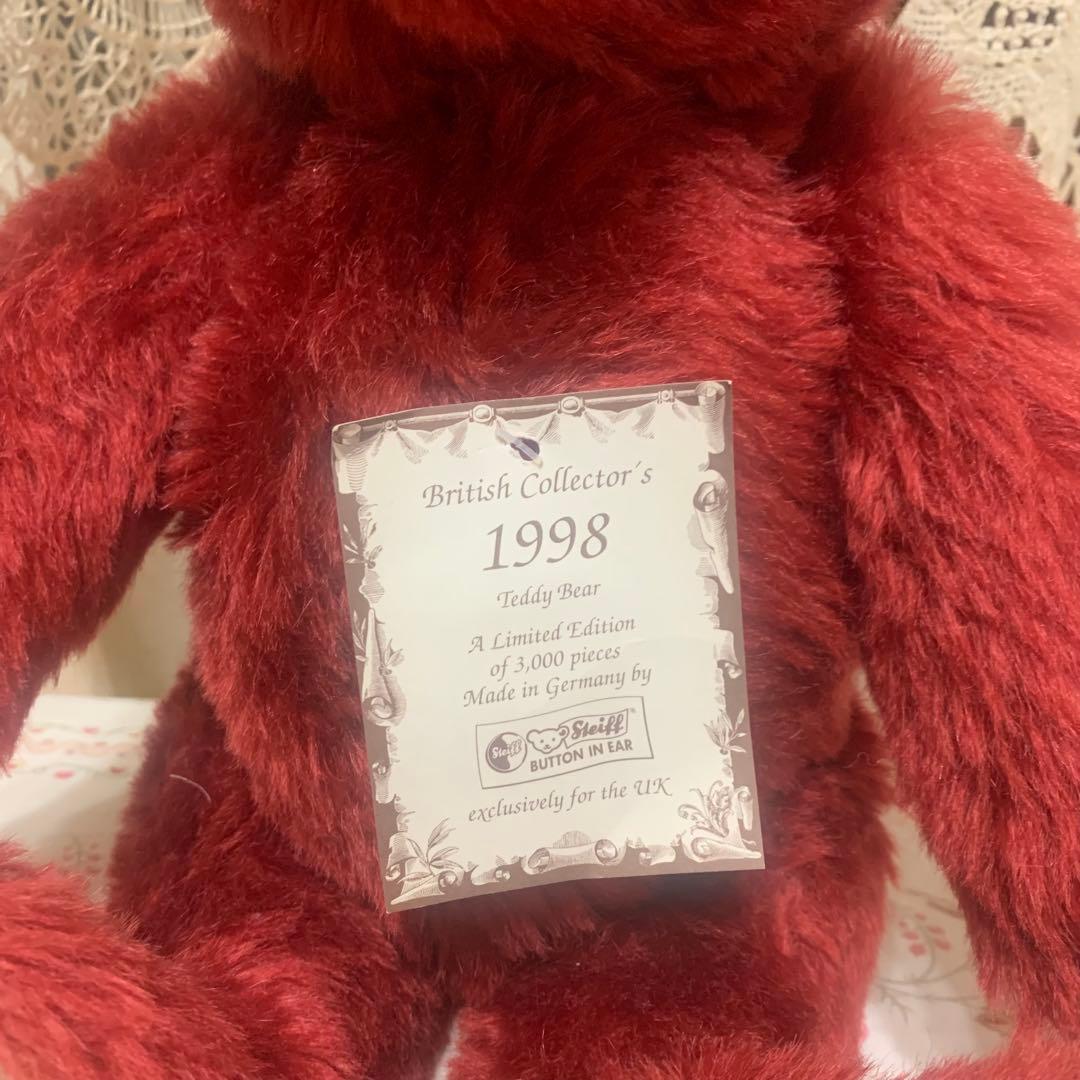 British Collector´s
1998
Teddy Bear
A Limited Edition
of 3,000 pieces
Made in Germany by
Steiff Steiff®
BUTTON IN EAR
exclusively for the UK